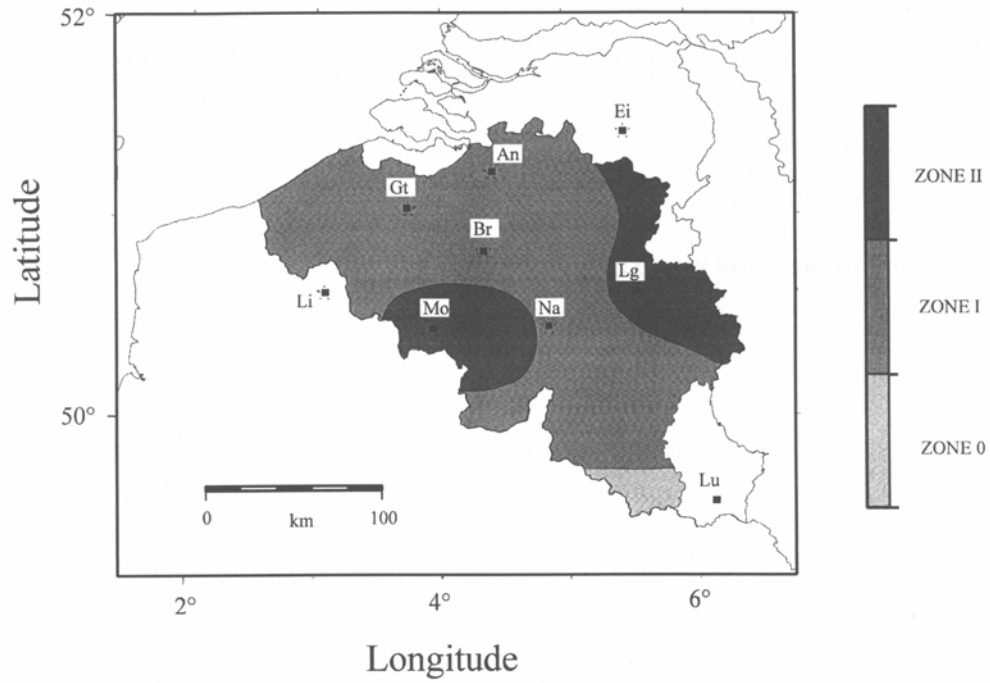 52°
Ei
An
ZONE II
Gt
Br
Latitude
Lg
Li
Mo
Na
ZONE I
50°
ZONE 0
Lu
0
km
100
2°
4°
6°
Longitude